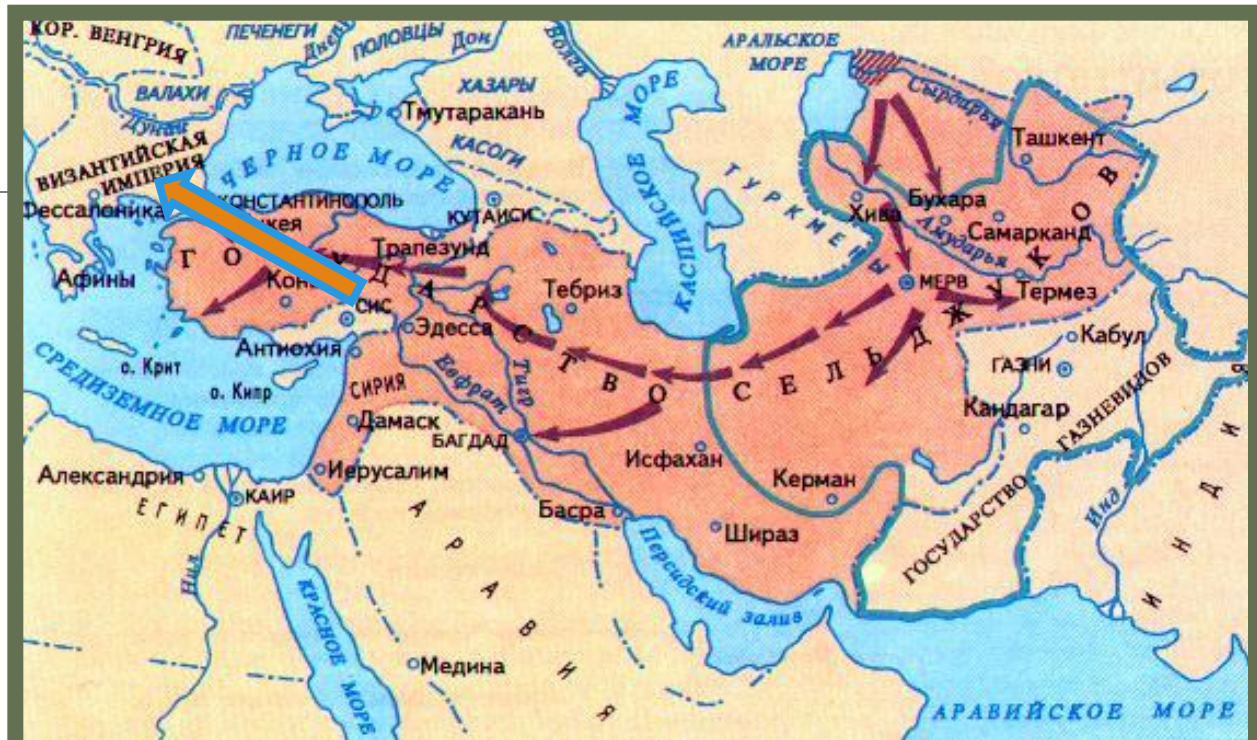 КОР. ВЕНГРИЯ
ПЕЧЕНЕГИ
Днепр
ПОЛОВЦЫ
Дон
Волга
АРАЛЬСКОЕ
МОРЕ
ВАЛАХИ
ХАЗАРЫ
Сырдарья
Дунай
Тмутаракань
Ташкент
ВИЗАНТИЙСКАЯ
ИМПЕРИЯ
ЧЕРНОЕ МОРЕ
КАСОГИ
КАСПИЙСКОЕ МОРЕ
ТУРКМЕНЫ
Хива
Бухара
Фессалоника
КОНСТАНТИНОПОЛЬ
КУТАИСИ
Амударья
Самарканд
Трапезунд
Афины
ГОСУДАРСТВО СЕЛЬДЖУКОВ
Тебриз
МЕРВ
Термез
СИС
Эдесса
Кабул
Антиохия
о. Крит
о. Кипр
СИРИЯ
Евфрат
Тигр
ГАЗНИ
СРЕДИЗЕМНОЕ МОРЕ
Дамаск
БАГДАД
Кандагар
ГОСУДАРСТВО ГАЗНЕВИДОВ
Исфахан
Александрия
Иерусалим
Керман
КАИР
ЕГИПЕТ
Басра
Шираз
Инд
ИНДИЯ
АРАВИЯ
Нил
Персидский залив
КРАСНОЕ МОРЕ
Медина
АРАВИЙСКОЕ МОРЕ